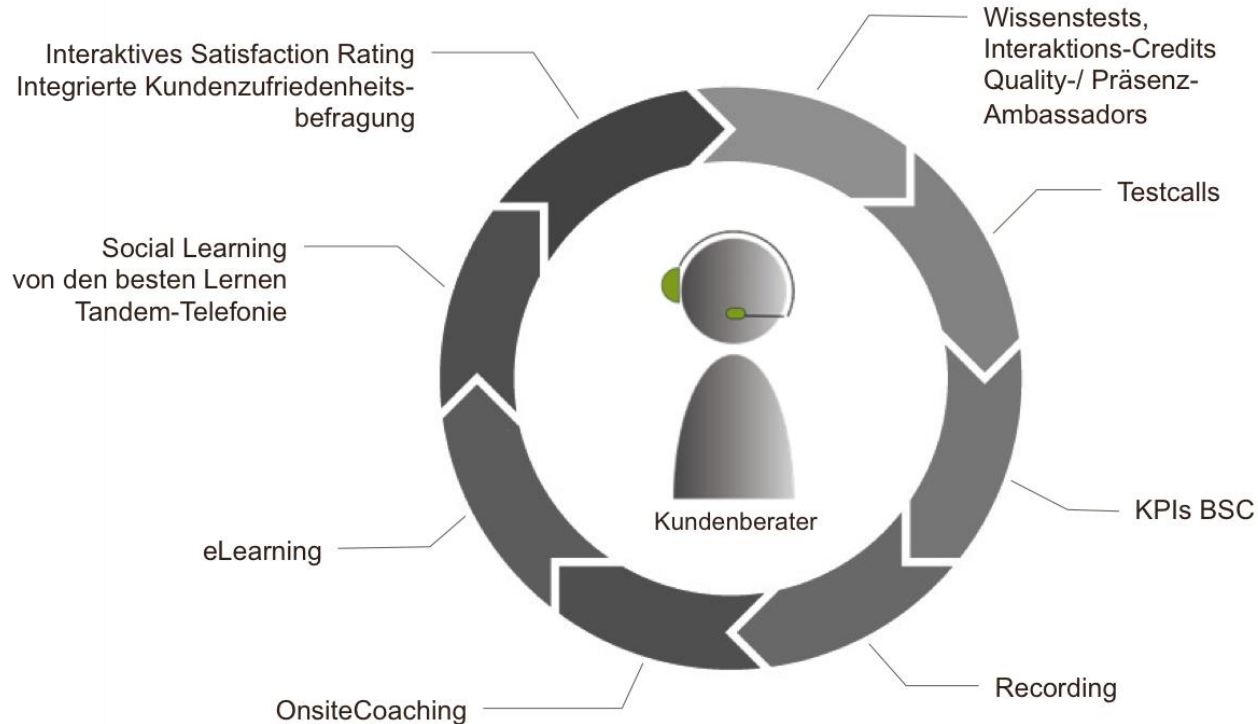 Wissenstests,
Interaktions-Credits
Quality-/ Präsenz-
Ambassadors
Testcalls
KPIs BSC
Recording
OnsiteCoaching
eLearning
Social Learning
von den besten Lernen
Tandem-Telefonie
Interaktives Satisfaction Rating
Integrierte Kundenzufriedenheits-
befragung
Kundenberater